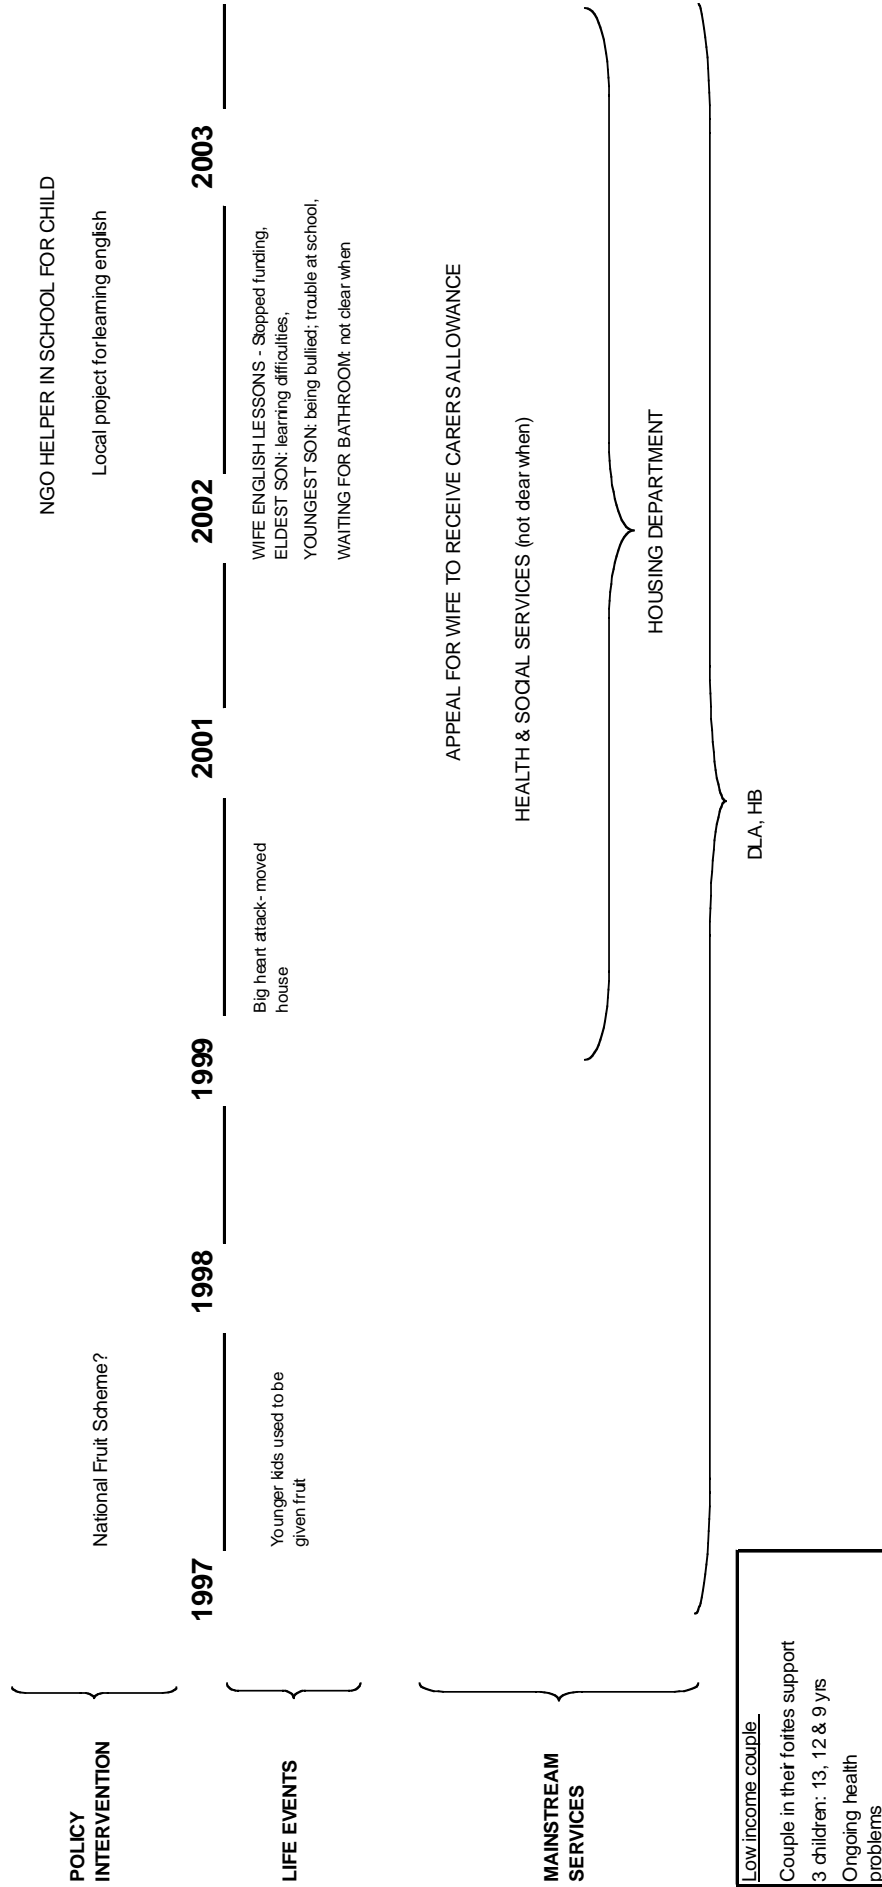 POLICY
INTERVENTION
National Fruit Scheme?
NGO HELPER IN SCHOOL FOR CHILD
Local project for learning english
1997
1998
1999
2001
2002
2003
LIFE EVENTS
Younger kids used to be
given fruit
Big heart attack- moved
house
WIFE ENGLISH LESSONS - Stopped funding,
ELDEST SON: learning difficulties,
YOUNGEST SON: being bullied; trouble at school,
WAITING FOR BATHROOM: not clear when
MAINSTREAM
SERVICES
APPEAL FOR WIFE TO RECEIVE CARERS ALLOWANCE
HEALTH & SOCIAL SERVICES (not dear when)
HOUSING DEPARTMENT
DLA, HB
Low income couple
Couple in their forites support
3 children: 13, 12 & 9 yrs
Ongoing health
problems